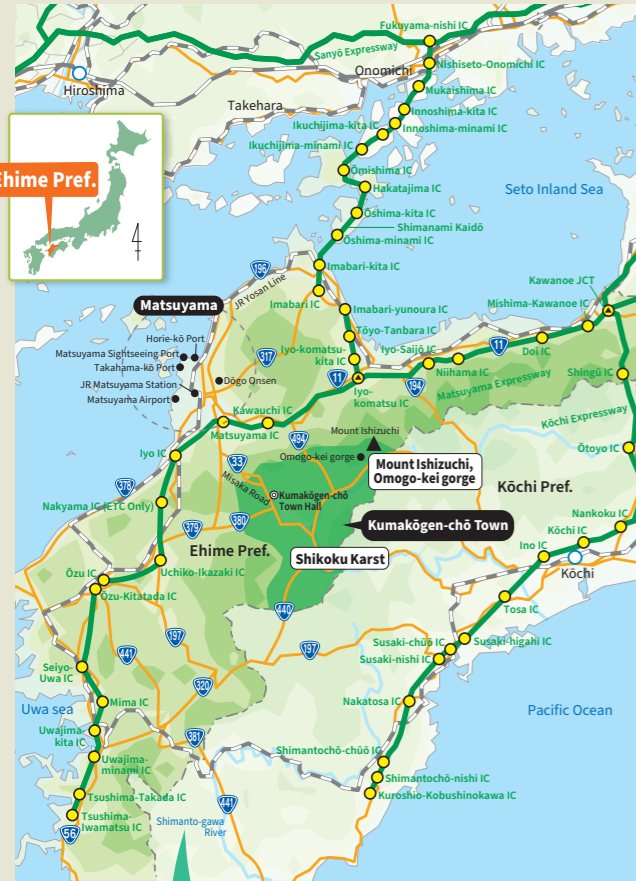 Fukuyama-nishi IC
Sanyō Expressway
Onomichi
Nishiseto-Onomichi IC
Hiroshima
Mukaishima IC
Takehara
Innoshima-kita IC
Ikuchijima-kita IC
Innoshima-minami IC
Ikuchijima-minami IC
Ehime Pref.
Ōmishima IC
Hakatajima IC
Seto Inland Sea
Ōshima-kita IC
Shimanami Kaidō
Ōshima-minami IC
4
Imabari-kita IC
196
JR Yosan Line
Kawanoe JCT
Matsuyama
Imabari IC
Mishima-Kawanoe IC
Imabari-yunoura IC
Horie-kō Port
Tōyo-Tanbara IC
Matsuyama Sightseeing Port
317
Iyo-komatsu-
kita IC
Iyo-Saijō IC
11
Doi IC
Takahama-kō Port
Dōgo Onsen
11
Niihama IC
Shingū IC
JR Matsuyama Station
194
Matsuyama Expressway
Matsuyama Airport
Iyo-
komatsu IC
Kawauchi IC
Kōchi Expressway
Matsuyama IC
494
Mount Ishizuchi
Iyo IC
Omogo-kei gorge
Ōtoyo IC
33
Mount Ishizuchi,
Omogo-kei gorge
378
Misaka Road
Kumakōgen-chō
Town Hall
Kōchi Pref.
Nakyama IC (ETC Only)
379
380
Kumakōgen-chō Town
Nankoku IC
Kōchi IC
Ehime Pref.
Shikoku Karst
Ino IC
Kōchi
Ōzu IC
Uchiko-Ikazaki IC
Ōzu-Kitatada IC
Tosa IC
440
197
441
197
Susaki-chūō IC
Susaki-higahi IC
Susaki-nishi IC
Seiyo-
Uwa IC
320
Uwa sea
Mima IC
Nakatosa IC
Pacific Ocean
Uwajima-
kita IC
381
Shimantochō-chūō IC
Uwajima-
minami IC
Shimantochō-nishi IC
Tsushima-Takada IC
441
Kuroshio-Kobushinokawa IC
Tsushima-
Iwamatsu IC
Shimanto-gawa
River
56